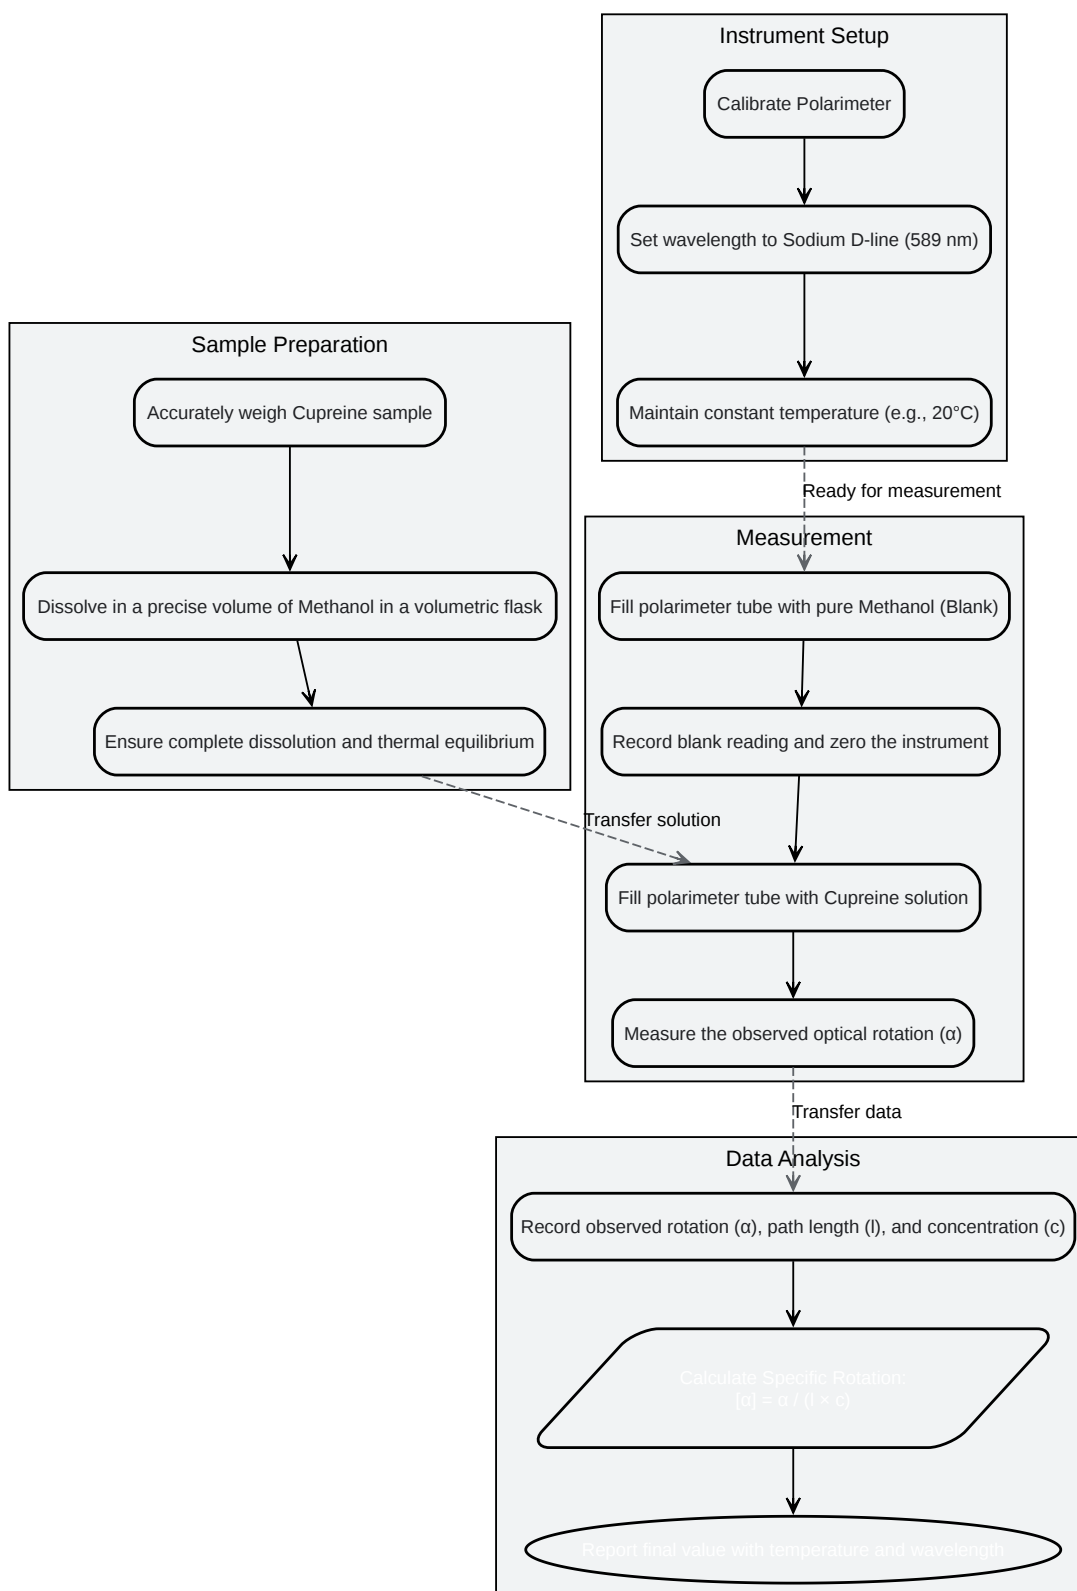 Instrument Setup
Calibrate Polarimeter
Set wavelength to Sodium D-line (589 nm)
Maintain constant temperature (e.g., 20°C)
Ready for measurement
Sample Preparation
Accurately weigh Cupreine sample
Dissolve in a precise volume of Methanol in a volumetric flask
Ensure complete dissolution and thermal equilibrium
Transfer solution
Measurement
Fill polarimeter tube with pure Methanol (Blank)
Record blank reading and zero the instrument
Fill polarimeter tube with Cupreine solution
Measure the observed optical rotation (α)
Transfer data
Data Analysis
Record observed rotation (α), path length (l), and concentration (c)
Calculate Specific Rotation:
[α] = α / (l × c)
Report final value with temperature and wavelength